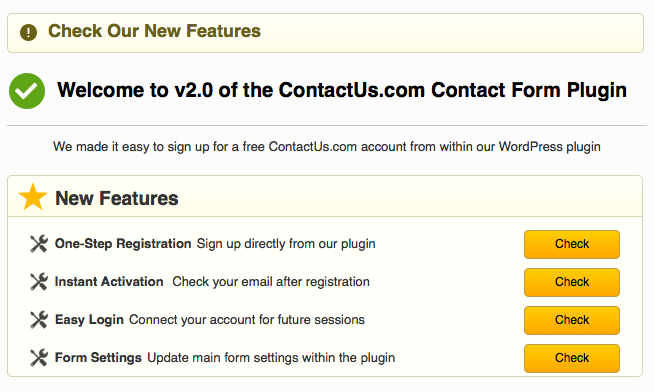 Check Our New Features
Welcome to v2.0 of the ContactUs.com Contact Form Plugin
We made it easy to sign up for a free ContactUs.com account from within our WordPress plugin
New Features
One-Step Registration Sign up directly from our plugin Check
Instant Activation Check your email after registration Check
Easy Login Connect your account for future sessions Check
Form Settings Update main form settings within the plugin Check